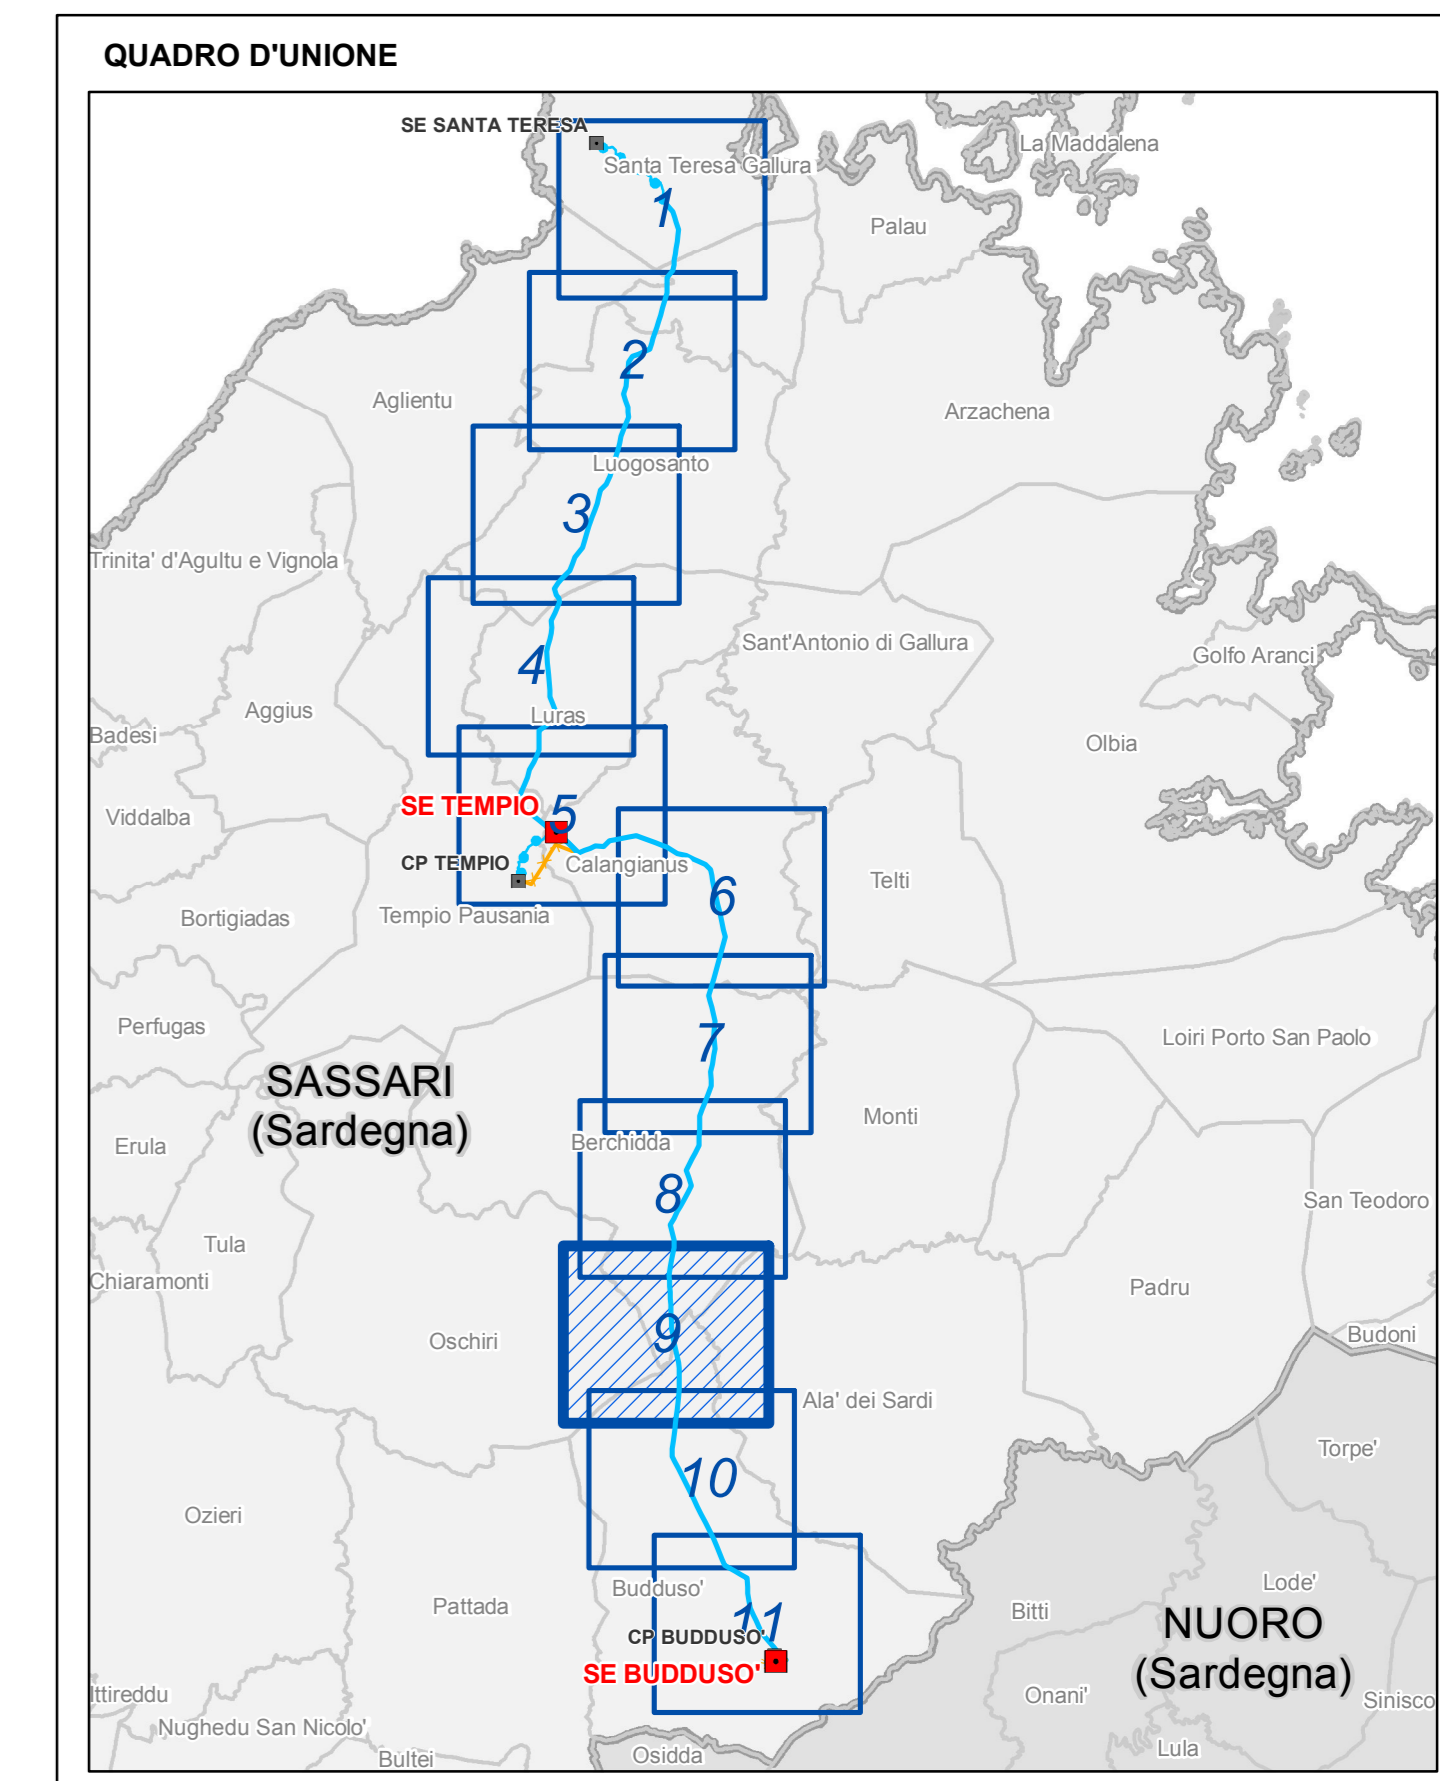 QUADRO D'UNIONE
SE SANTA TERESA
La Maddalena
Santa Teresa Gallura
1
Palau
2
Aglientu
Arzachena
Luogosanto
3
Trinita' d'Agultu e Vignola
Sant'Antonio di Gallura
Golfo Aranci
4
Aggius
Luras
Badesi
Olbia
SE TEMPIO
5
Viddalba
CP TEMPIO
Calangianus
Telti
6
Bortigiadas
Tempio Pausania
Perfugas
7
Loiri Porto San Paolo
SASSARI
(Sardegna)
Monti
Erula
Berchidda
8
San Teodoro
Tula
Chiaramonti
Padru
9
Oschiri
Budoni
Ala' dei Sardi
Torpe'
10
Ozieri
Lode'
Budduso'
Pattada
Bitti
11
NUORO
(Sardegna)
CP BUDDUSO'
SE BUDDUSO'
Ittireddu
Onani'
Sinisco
Nughedu San Nicolo'
Lula
Osidda
Bultei